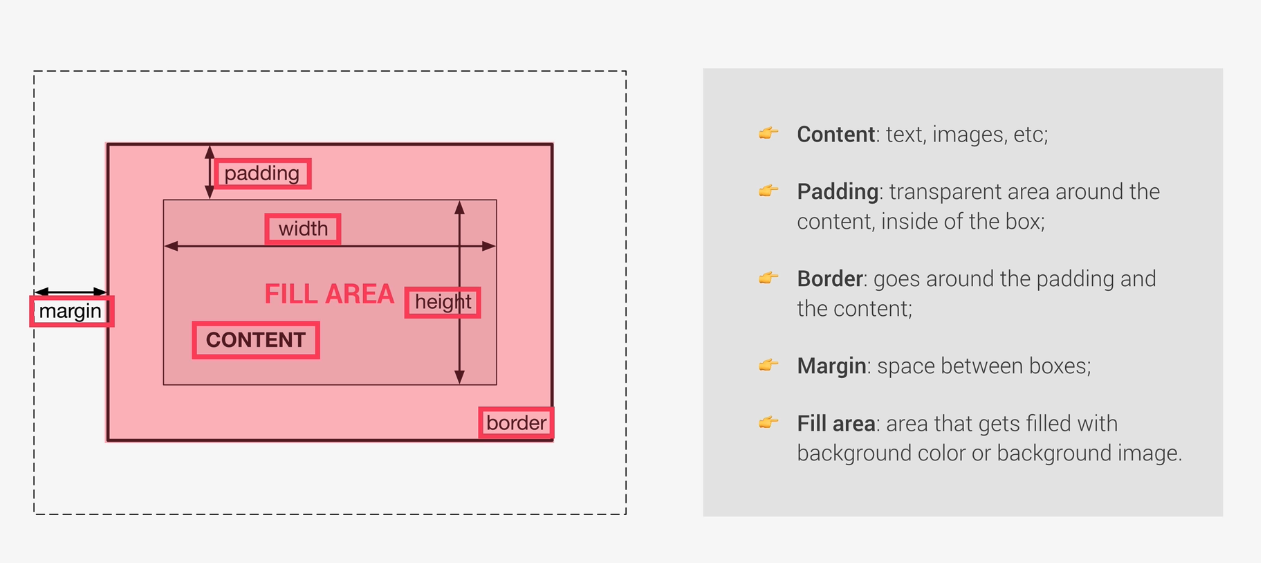 padding
width
FILL AREA
height
margin
CONTENT
border
Content: text, images, etc;
Padding: transparent area around the
content, inside of the box;
Border: goes around the padding and
the content;
Margin: space between boxes;
Fill area: area that gets filled with
background color or background image.